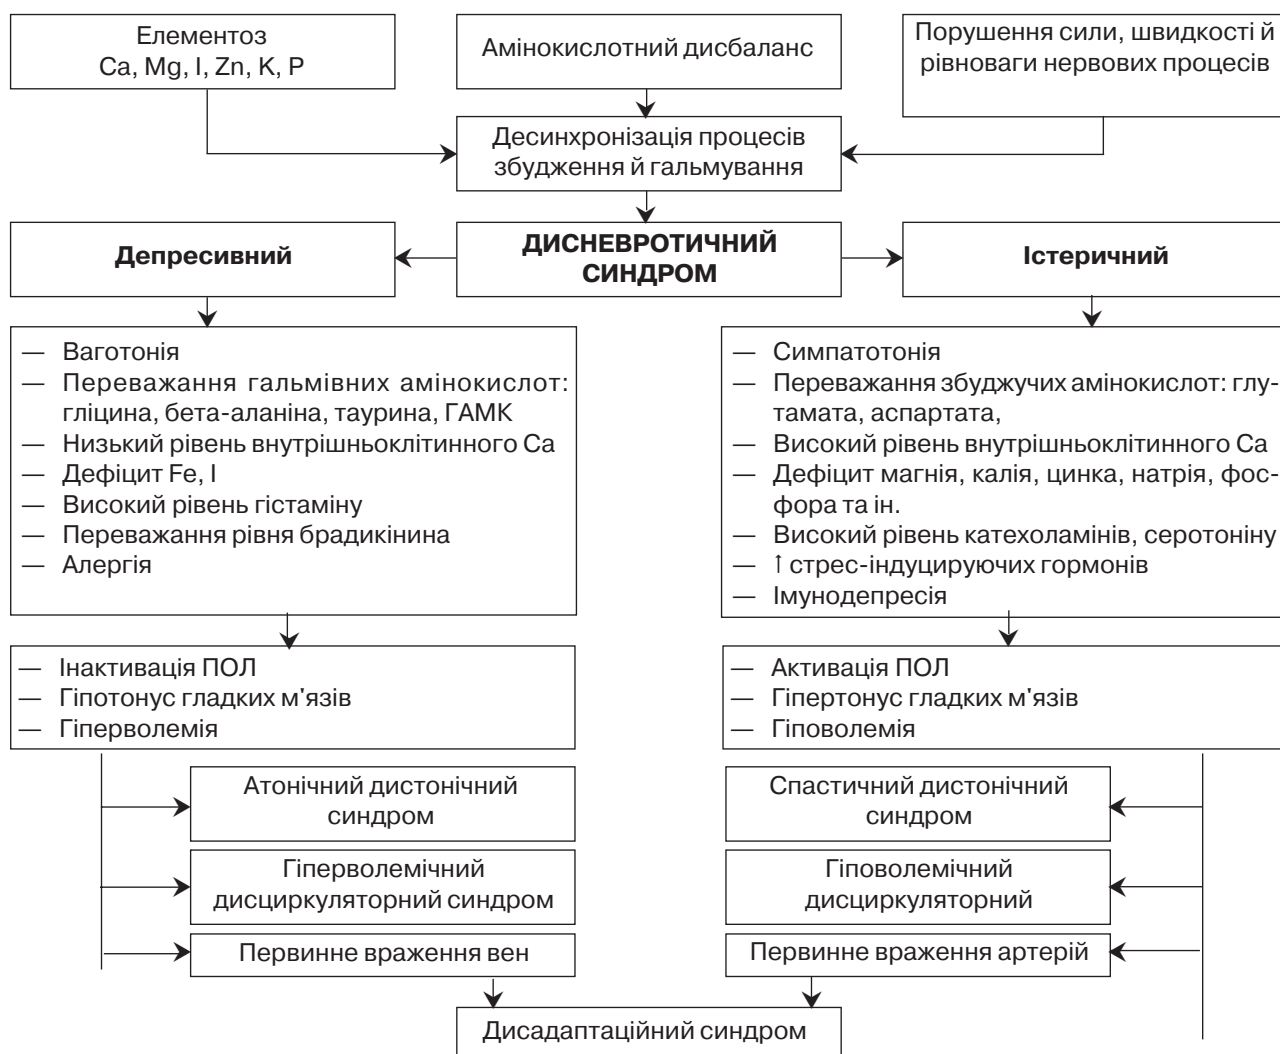 Елементоз
Ca, Mg, I, Zn, K, P
Амінокислотний дисбаланс
Порушення сили, швидкості й
рівноваги нервових процесів
Десинхронізація процесів
збудження й гальмування
Депресивний
ДИСНЕВРОТИЧНИЙ
СИНДРОМ
Істеричний
— Ваготонія
— Переважання гальмівних амінокислот:
гліцина, бета-аланіна, таурина, ГАМК
— Низький рівень внутрішньоклітинного Ca
— Дефіцит Fe, I
— Високий рівень гістаміну
— Переважання рівня брадикініна
— Алергія
— Симпатотонія
— Переважання збуджучих амінокислот: глу-
тамата, аспартата,
— Високий рівень внутрішньоклітинного Ca
— Дефіцит магнія, калія, цинка, натрія, фос-
фора та ін.
— Високий рівень катехоламінів, серотоніну
— ↑ стрес-індуцируючих гормонів
— Імунодепресія
— Інактивація ПОЛ
— Гіпотонус гладких м'язів
— Гіперволемія
— Активація ПОЛ
— Гіпертонус гладких м'язів
— Гіповолемія
Атонічний дистонічний
синдром
Спастичний дистонічний
синдром
Гіперволемічний
дисциркуляторний синдром
Гіповолемічний
дисциркуляторний
Первинне враження вен
Первинне враження артерій
Дисадаптаційний синдром